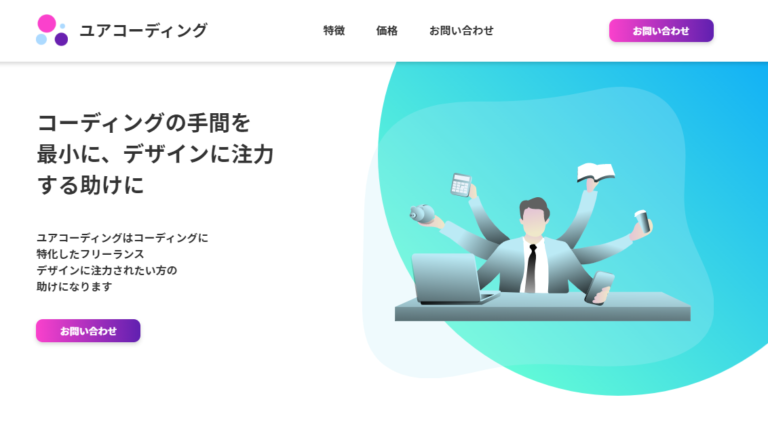 ユアコーディング
特徴
価格
お問い合わせ
お問い合わせ
コーディングの手間を
最小に、デザインに注力
する助けに
ユアコーディングはコーディングに
特化したフリーランス
デザインに注力されたい方の
助けになります
お問い合わせ